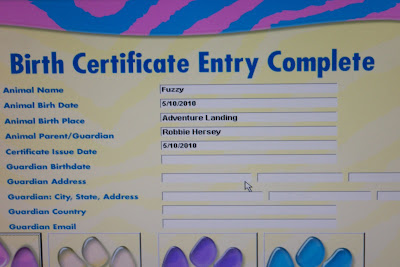 Birth Certificate Entry Complete
Animal Name Fuzzy
Animal Birh Date 5/10/2010
Animal Birth Place Adventure Landing
Animal Parent/Guardian Robbie Hersey
Certificate Issue Date 5/10/2010
Guardian Birthdate
Guardian Address
Guardian: City, State, Address
Guardian Country
Guardian Email